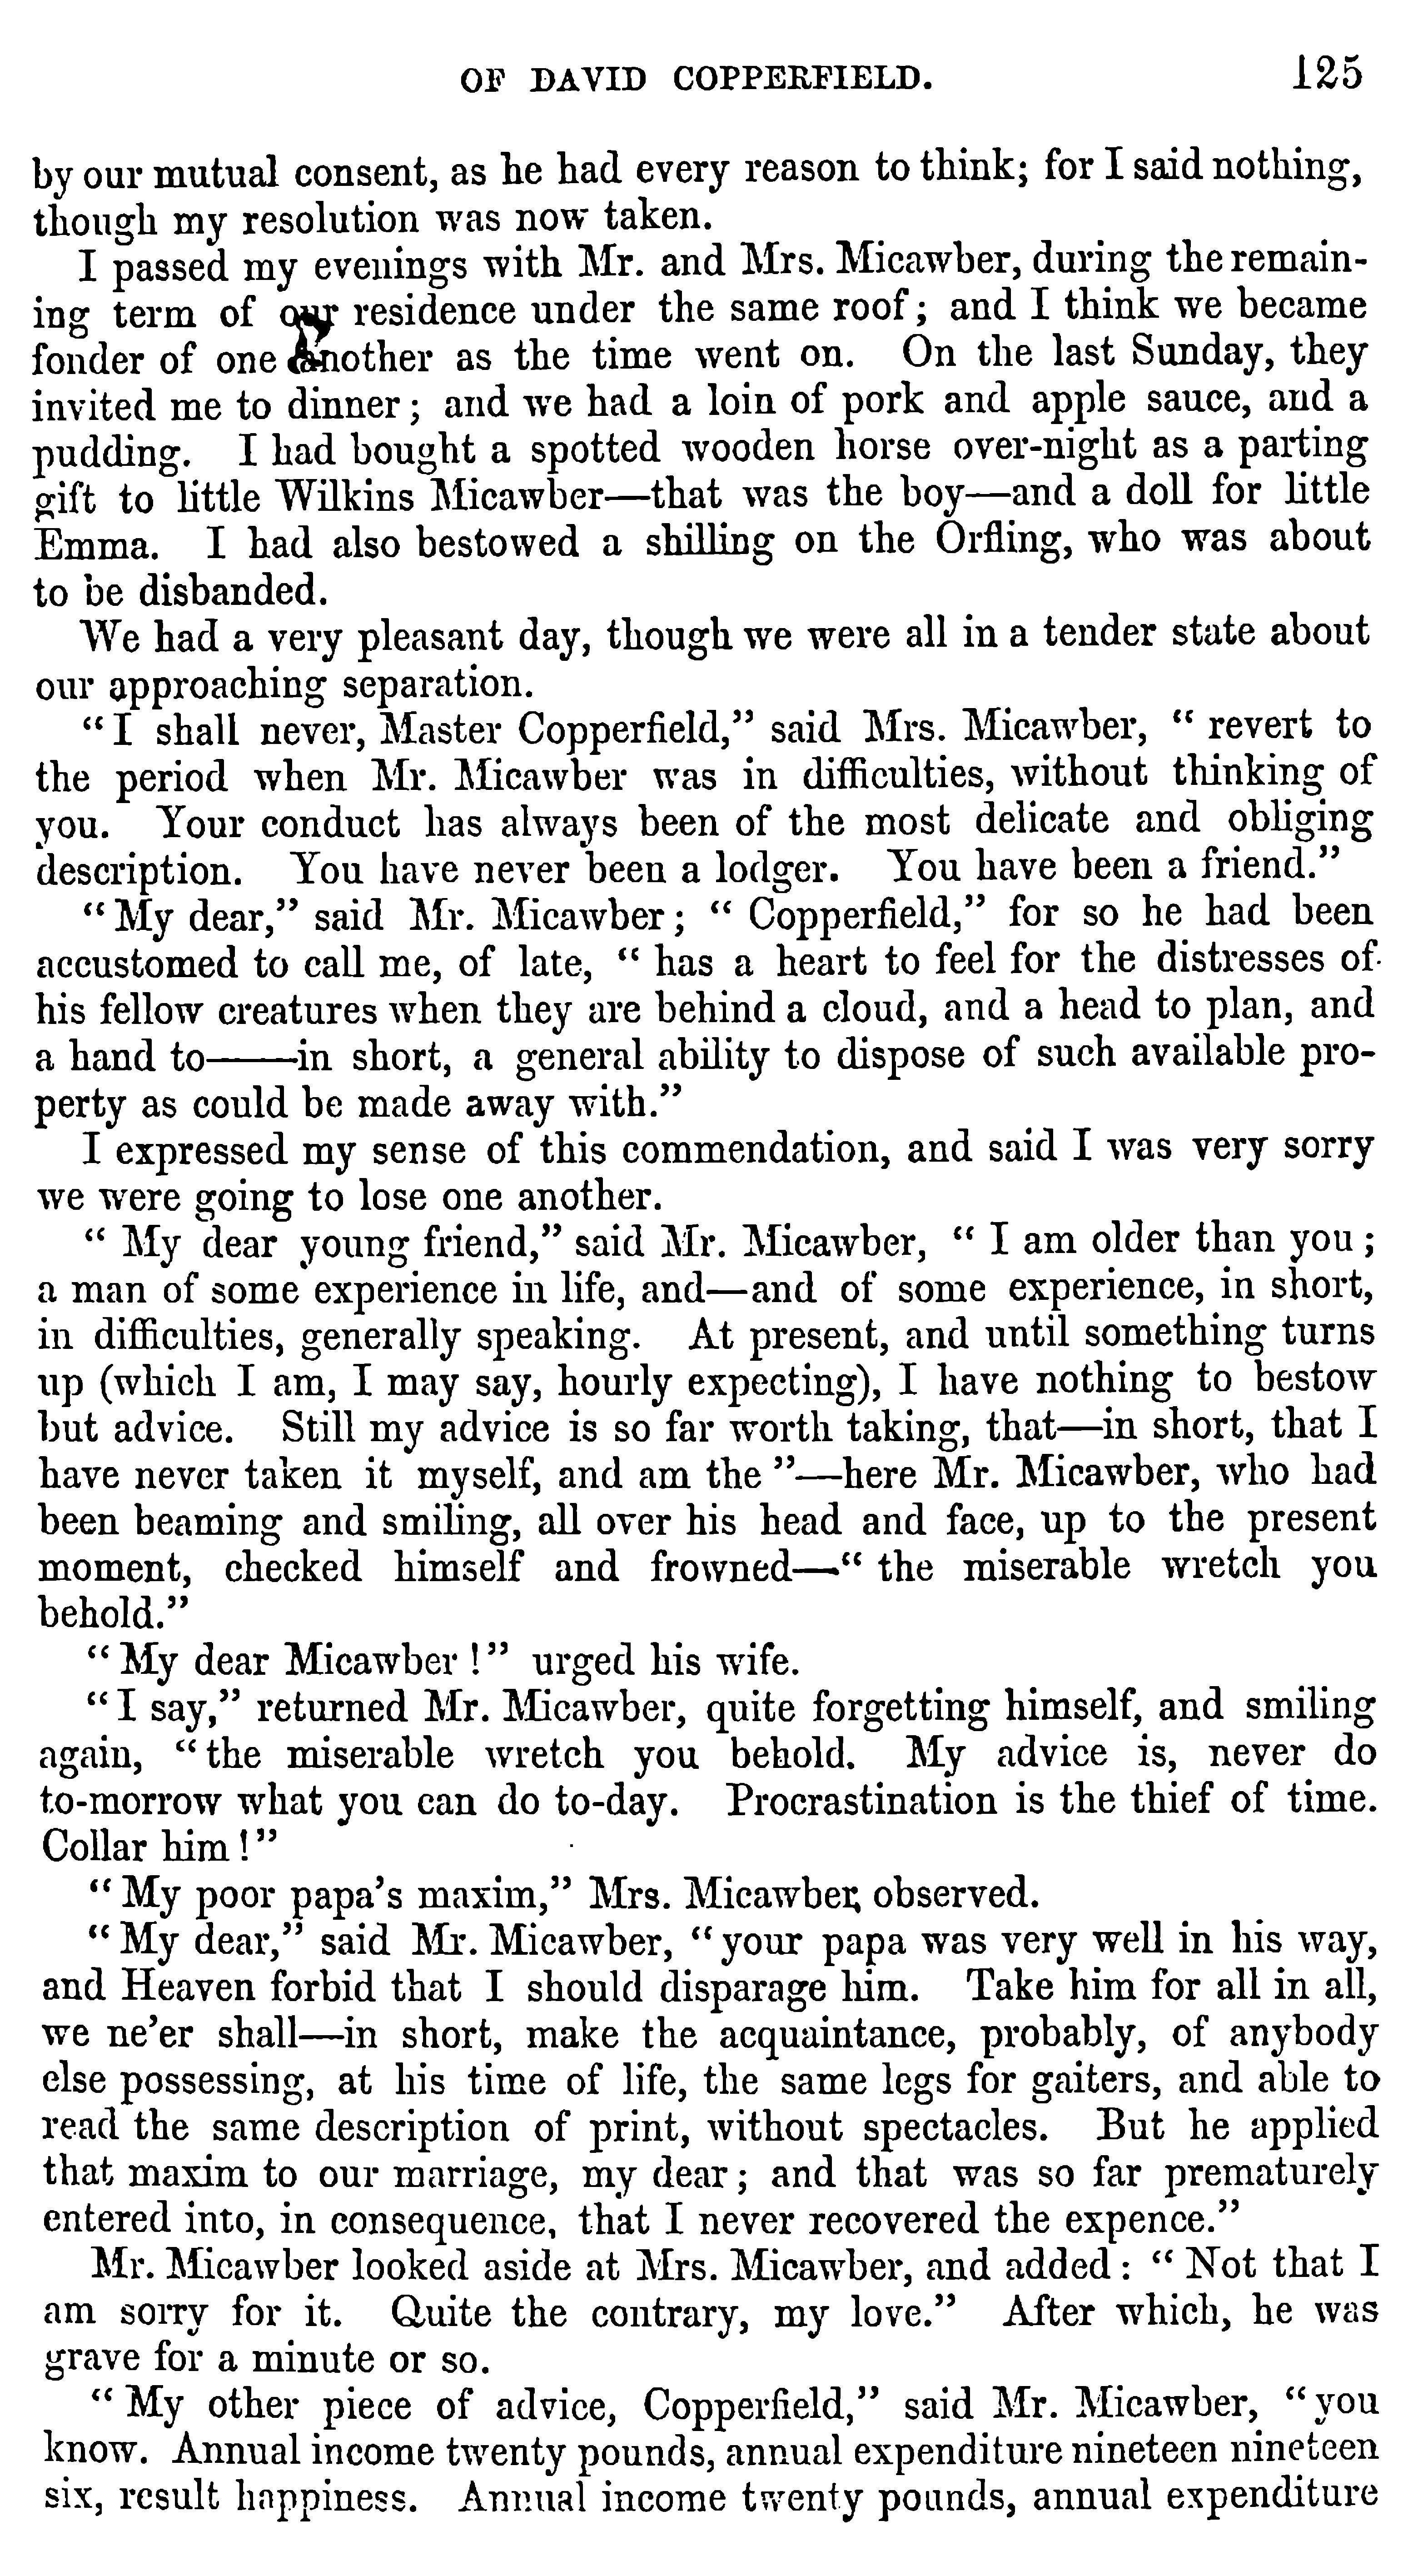 OF DAVID COPPERFIELD. 125
by our mutual consent, as he had every reason to think; for I said nothing,
though my resolution was now taken.
I passed my evenings with Mr. and Mrs. Micawber, during the remain-
ing term of our residence under the same roof; and I think we became
fonder of one another as the time went on. On the last Sunday, they
invited me to dinner; and we had a loin of pork and apple sauce, and a
pudding. I had bought a spotted wooden horse over-night as a parting
gift to little Wilkins Micawber—that was the boy—and a doll for little
Emma. I had also bestowed a shilling on the Orfling, who was about
to be disbanded.
We had a very pleasant day, though we were all in a tender state about
our approaching separation.
"I shall never, Master Copperfield," said Mrs. Micawber, "revert to
the period when Mr. Micawber was in difficulties, without thinking of
you. Your conduct has always been of the most delicate and obliging
description. You have never been a lodger. You have been a friend."
"My dear," said Mr. Micawber; "Copperfield," for so he had been
accustomed to call me, of late, "has a heart to feel for the distresses of
his fellow creatures when they are behind a cloud, and a head to plan, and
a hand to——in short, a general ability to dispose of such available pro-
perty as could be made away with."
I expressed my sense of this commendation, and said I was very sorry
we were going to lose one another.
"My dear young friend," said Mr. Micawber, "I am older than you;
a man of some experience in life, and—and of some experience, in short,
in difficulties, generally speaking. At present, and until something turns
up (which I am, I may say, hourly expecting), I have nothing to bestow
but advice. Still my advice is so far worth taking, that—in short, that I
have never taken it myself, and am the"—here Mr. Micawber, who had
been beaming and smiling, all over his head and face, up to the present
moment, checked himself and frowned—"the miserable wretch you
behold."
"My dear Micawber!" urged his wife.
"I say," returned Mr. Micawber, quite forgetting himself, and smiling
again, "the miserable wretch you behold. My advice is, never do
to-morrow what you can do to-day. Procrastination is the thief of time.
Collar him!"
"My poor papa's maxim," Mrs. Micawber, observed.
"My dear," said Mr. Micawber, "your papa was very well in his way,
and Heaven forbid that I should disparage him. Take him for all in all,
we ne'er shall—in short, make the acquaintance, probably, of anybody
else possessing, at his time of life, the same legs for gaiters, and able to
read the same description of print, without spectacles. But he applied
that maxim to our marriage, my dear; and that was so far prematurely
entered into, in consequence, that I never recovered the expence."
Mr. Micawber looked aside at Mrs. Micawber, and added: "Not that I
am sorry for it. Quite the contrary, my love." After which, he was
grave for a minute or so.
"My other piece of advice, Copperfield," said Mr. Micawber, "you
know. Annual income twenty pounds, annual expenditure nineteen nineteen
six, result happiness. Annual income twenty pounds, annual expenditure